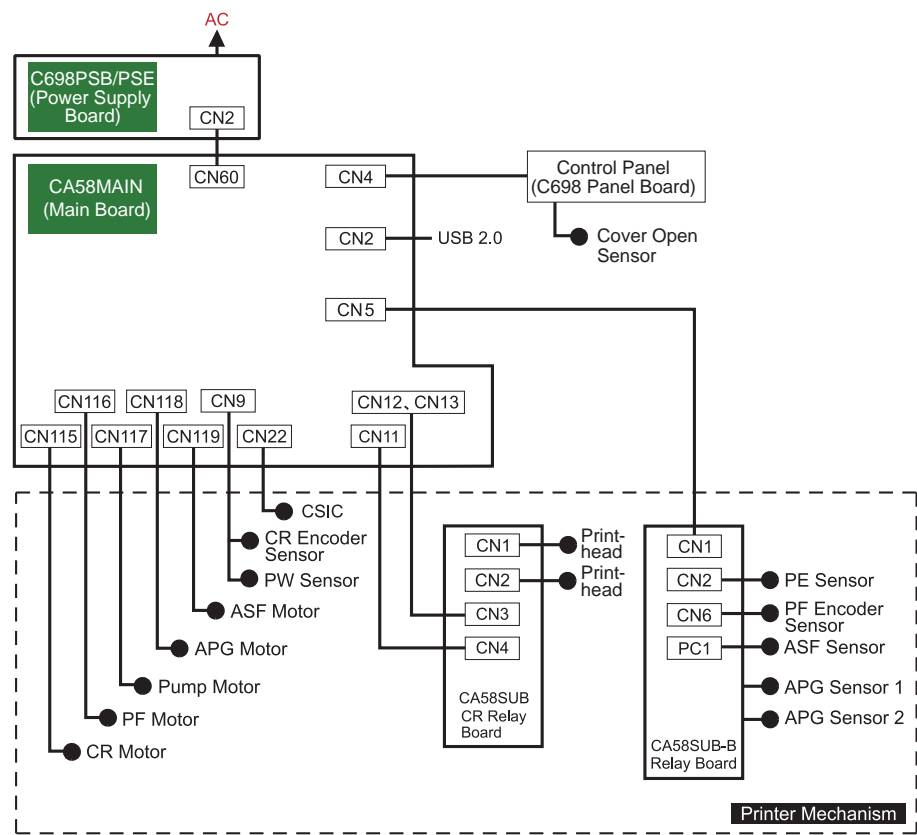 AC
C698PSB/PSE
(Power Supply
Board)
CN2
CN60
CA58MAIN
(Main Board)
CN4
Control Panel
(C698 Panel Board)
CN2
USB 2.0
Cover Open
Sensor
CN5
CN116
CN118
CN9
CN12、CN13
CN115
CN117
CN119
CN22
CN11
CSIC
CR Encoder
Sensor
PW Sensor
ASF Motor
APG Motor
Pump Motor
PF Motor
CR Motor
CN1
Print-
head
CN2
Print-
head
CN3
CN4
CA58SUB
CR Relay
Board
CN1
CN2
PE Sensor
CN6
PF Encoder
Sensor
PC1
ASF Sensor
APG Sensor 1
APG Sensor 2
CA58SUB-B
Relay Board
Printer Mechanism